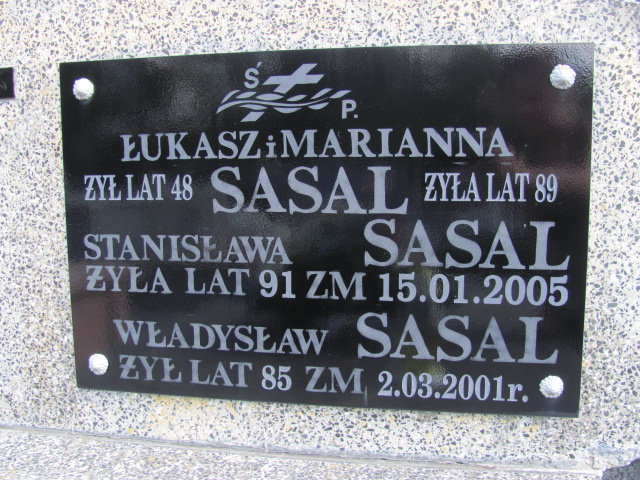 Ś P.
ŁUKASZ i MARIANNA
ŻYŁ LAT 48 SASAL ŻYŁA LAT 89
STANISŁAWA SASAL
ŻYŁA LAT 91 ZM 15.01.2005
WŁADYSŁAW SASAL
ŻYŁ LAT 85 ZM 2.03.2001r.